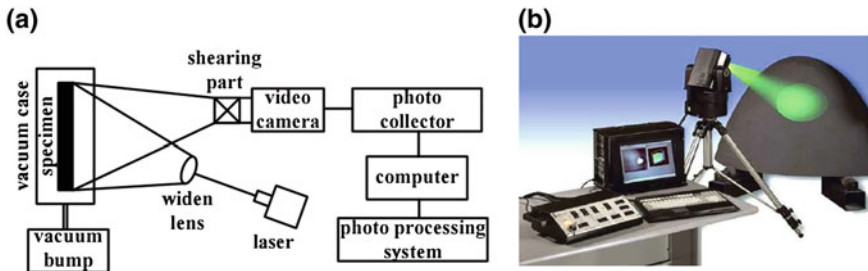 (a)
vacuum case
specimen
vacuum
bump
shearing
part
widen
lens
laser
video
camera
photo
collector
computer
photo processing
system
(b)